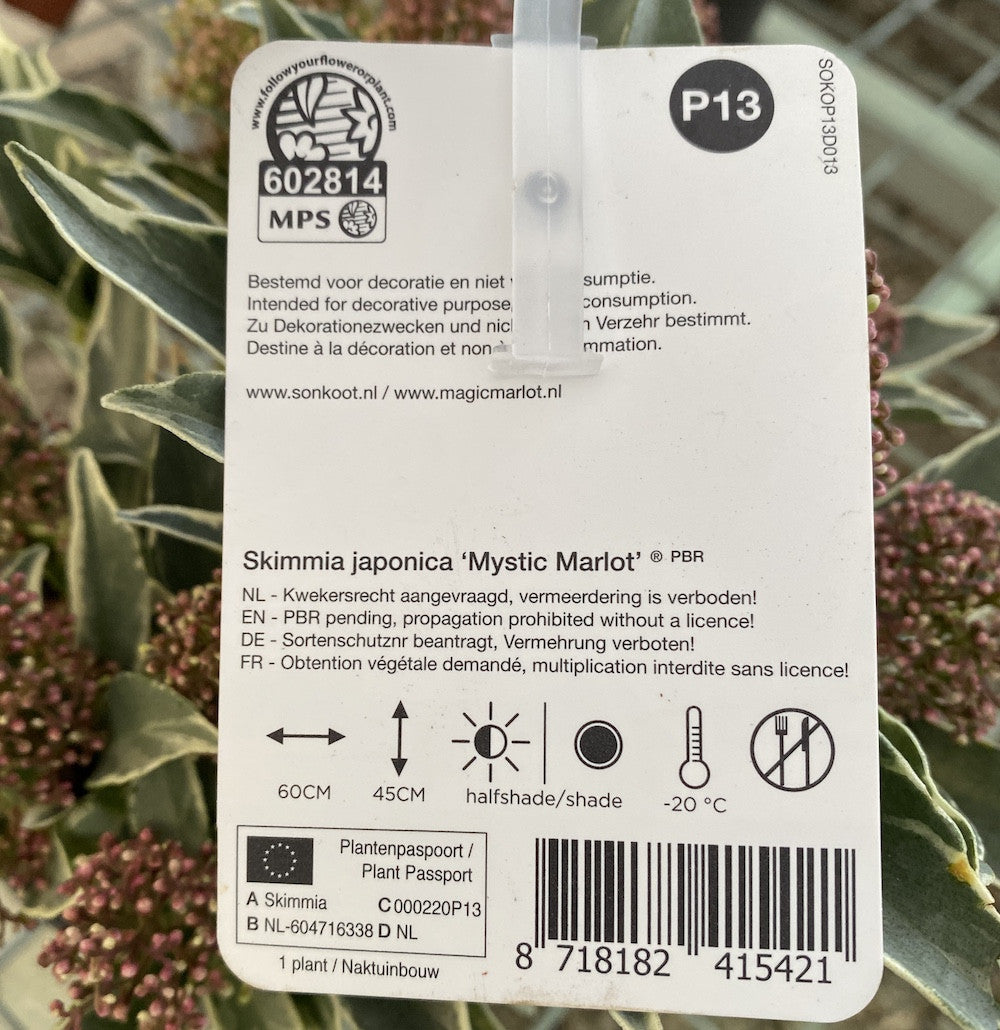 www.followyourflowerorplant.com
602814
MPS
P13
SOKOP13D013
Bestemd voor decoratie en niet sumptie.
Intended for decorative purpose consumption.
Zu Dekorationezwecken und nic Verzehr bestimmt.
Destine à la décoration et non mmation.
www.sonkoot.nl / www.magicmarlot.nl
Skimmia japonica ‘Mystic Marlot’ ® PBR
NL - Kwekersrecht aangevraagd, vermeerdering is verboden!
EN - PBR pending, propagation prohibited without a licence!
DE - Sortenschutznr beantragt, Vermehrung verboten!
FR - Obtention végétale demandé, multiplication interdite sans licence!
60CM 45CM halfshade/shade -20 °C
Plantenpaspoort /
Plant Passport
A Skimmia C 000220P13
B NL-604716338 D NL
1 plant / Naktuinbouw
8 718182 415421